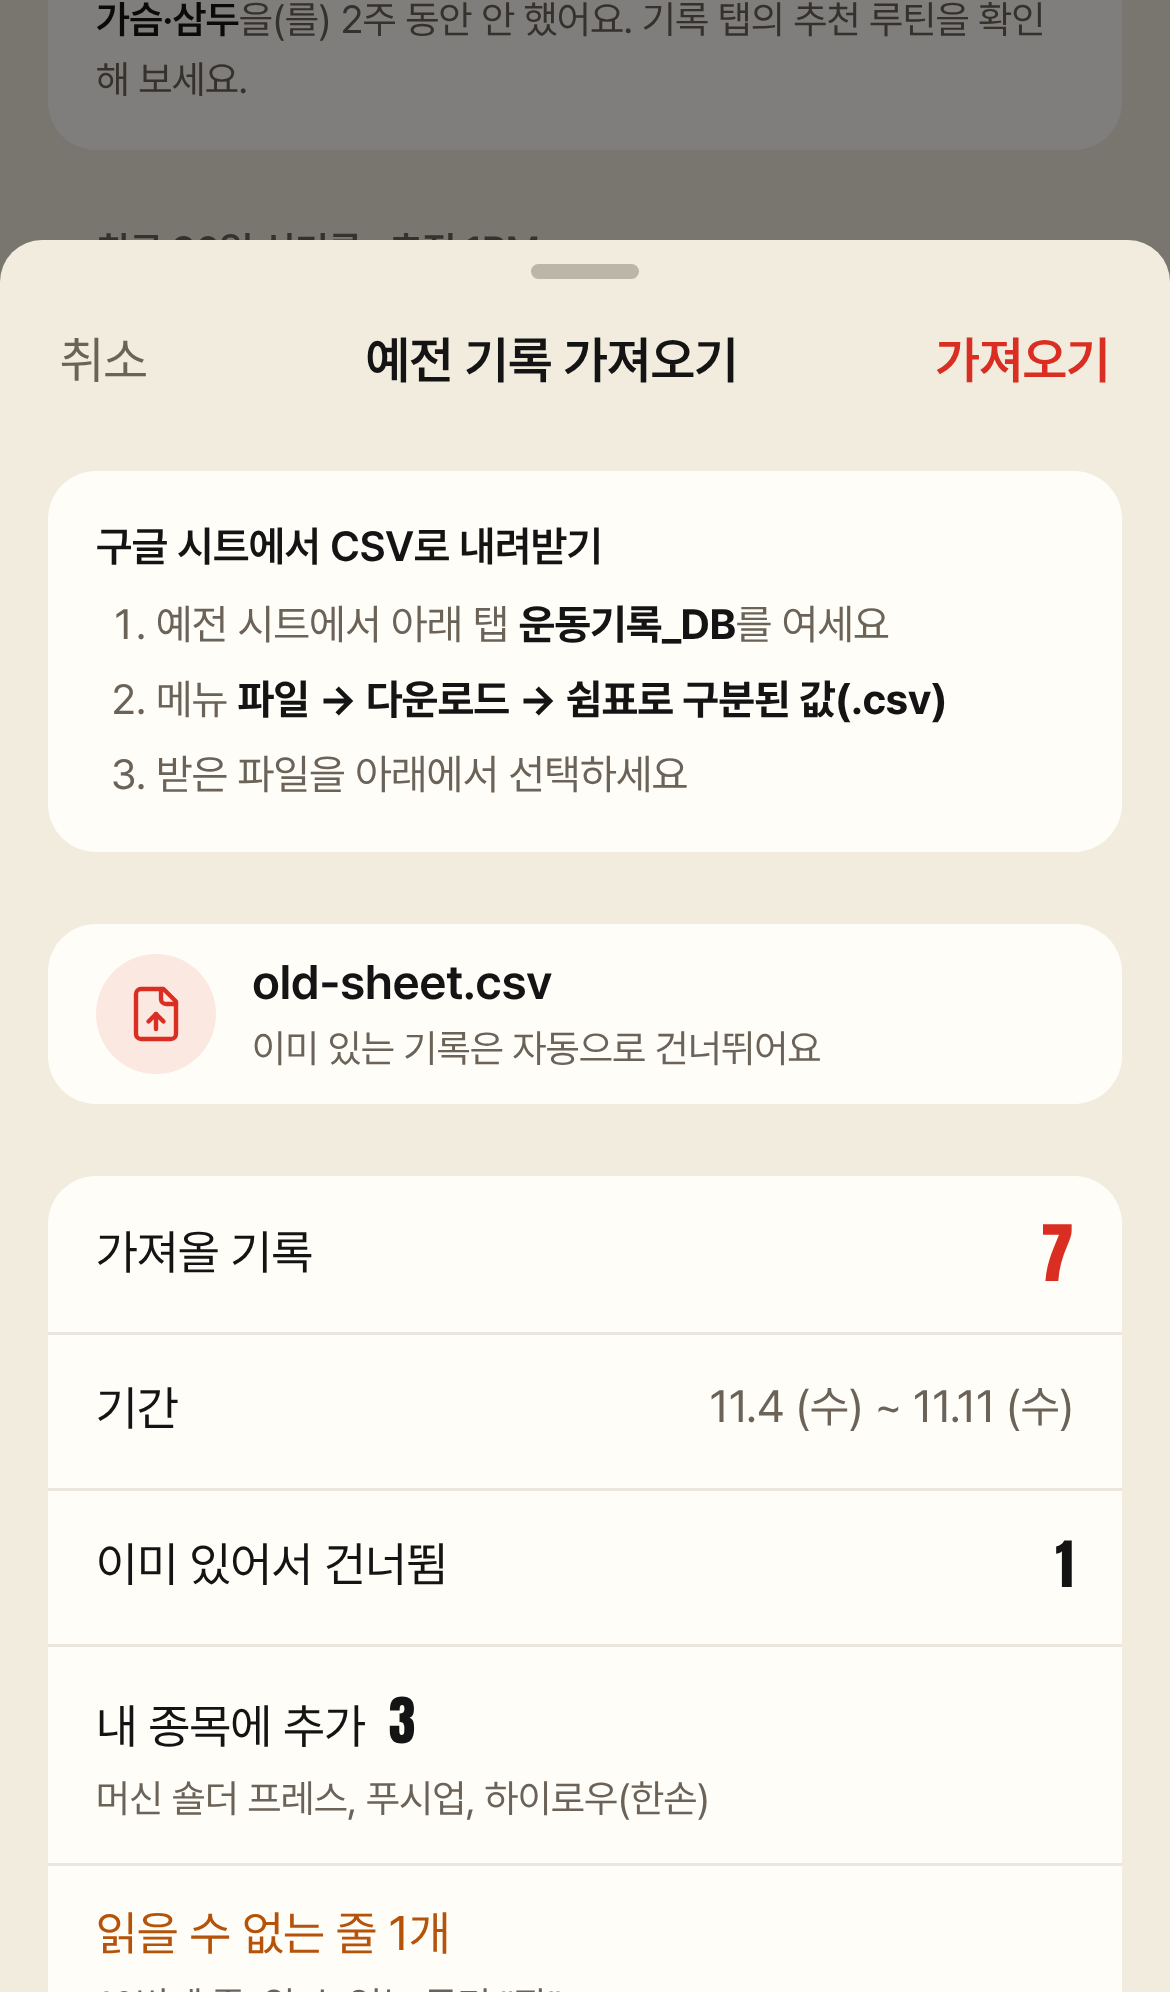 가슴·삼두을(를) 2주 동안 안 했어요. 기록 탭의 추천 루틴을 확인
해 보세요.
취소
예전 기록 가져오기
가져오기
구글 시트에서 CSV로 내려받기
1. 예전 시트에서 아래 탭 운동기록_DB를 여세요
2. 메뉴 파일 → 다운로드 → 쉼표로 구분된 값(.csv)
3. 받은 파일을 아래에서 선택하세요
old-sheet.csv
이미 있는 기록은 자동으로 건너뛰어요
가져올 기록 7
기간 11.4 (수) ~ 11.11 (수)
이미 있어서 건너뜀 1
내 종목에 추가 3
머신 숄더 프레스, 푸시업, 하이로우(한손)
읽을 수 없는 줄 1개